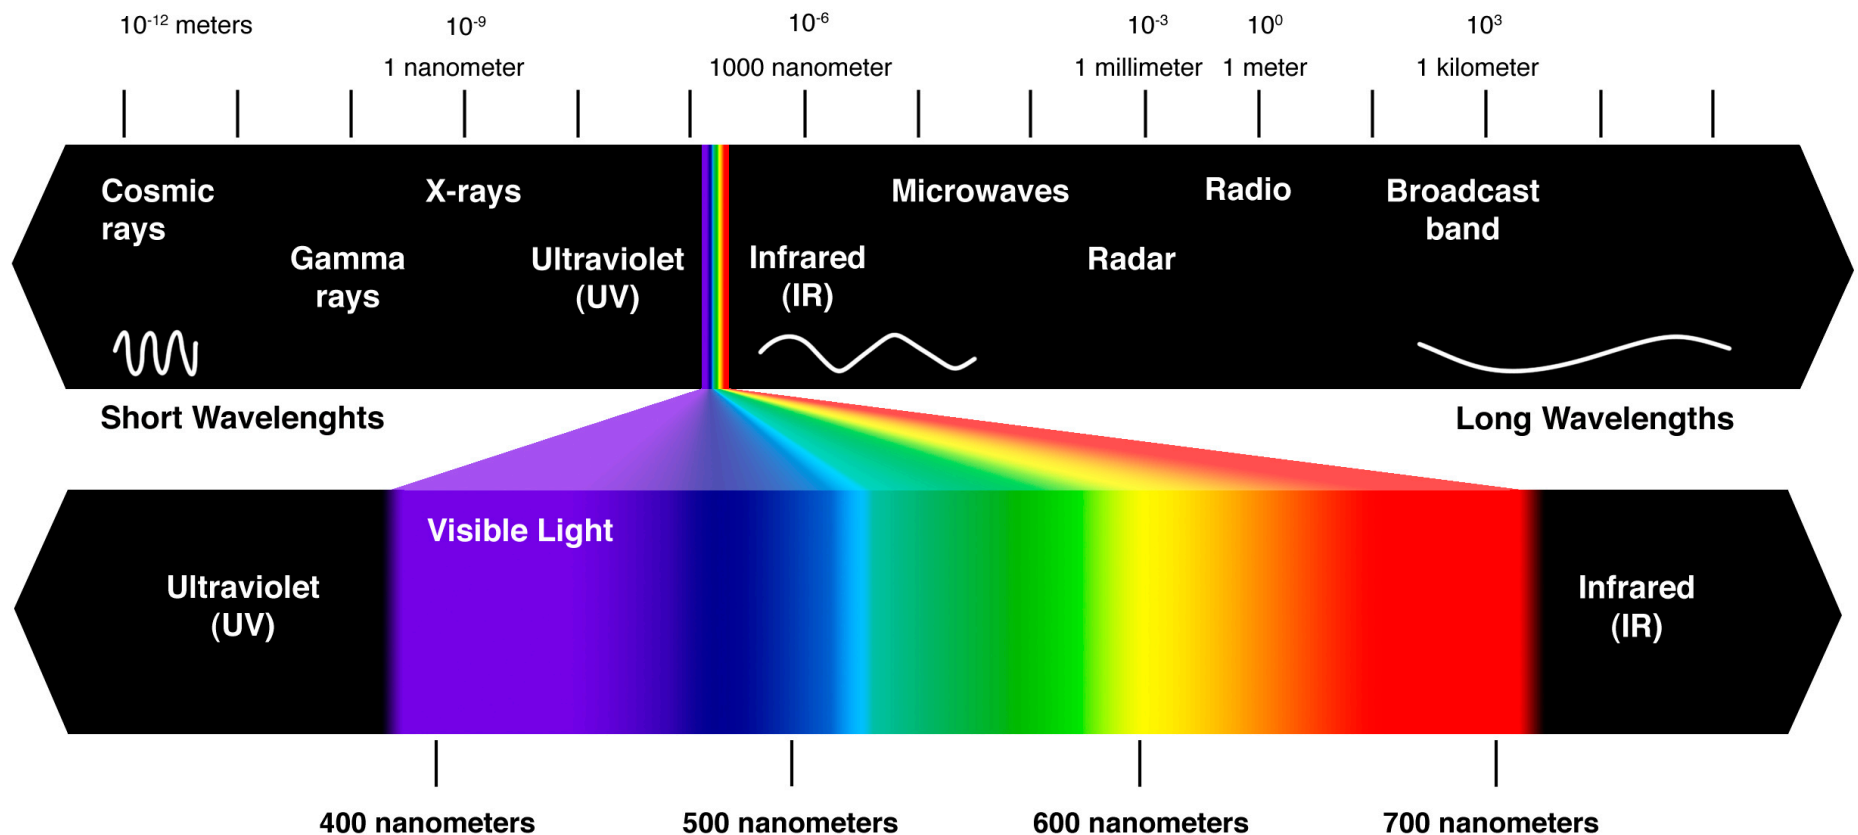 10-12 meters 10-9 10-6 10-3 100 103
1 nanometer 1000 nanometer 1 millimeter 1 meter 1 kilometer
Cosmic
rays
X-rays
Microwaves
Radio
Broadcast
band
Gamma
rays
Ultraviolet
(UV)
Infrared
(IR)
Radar
Short Wavelenghts
Long Wavelengths
Visible Light
Ultraviolet
(UV)
Infrared
(IR)
400 nanometers 500 nanometers 600 nanometers 700 nanometers